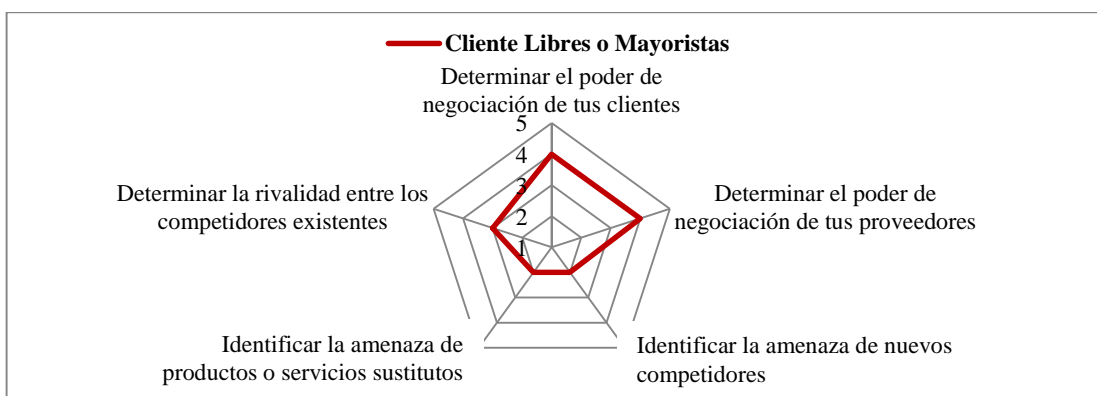 Cliente Libres o Mayoristas
Determinar el poder de
negociación de tus clientes
5
4
3
2
1
Determinar el poder de
negociación de tus proveedores
Identificar la amenaza de nuevos
competidores
Identificar la amenaza de
productos o servicios sustitutos
Determinar la rivalidad entre los
competidores existentes